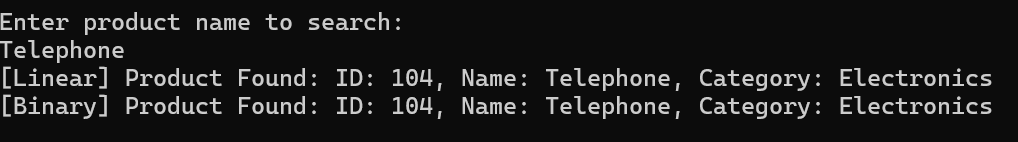 Enter product name to search:
Telephone
[Linear] Product Found: ID: 104, Name: Telephone, Category: Electronics
[Binary] Product Found: ID: 104, Name: Telephone, Category: Electronics